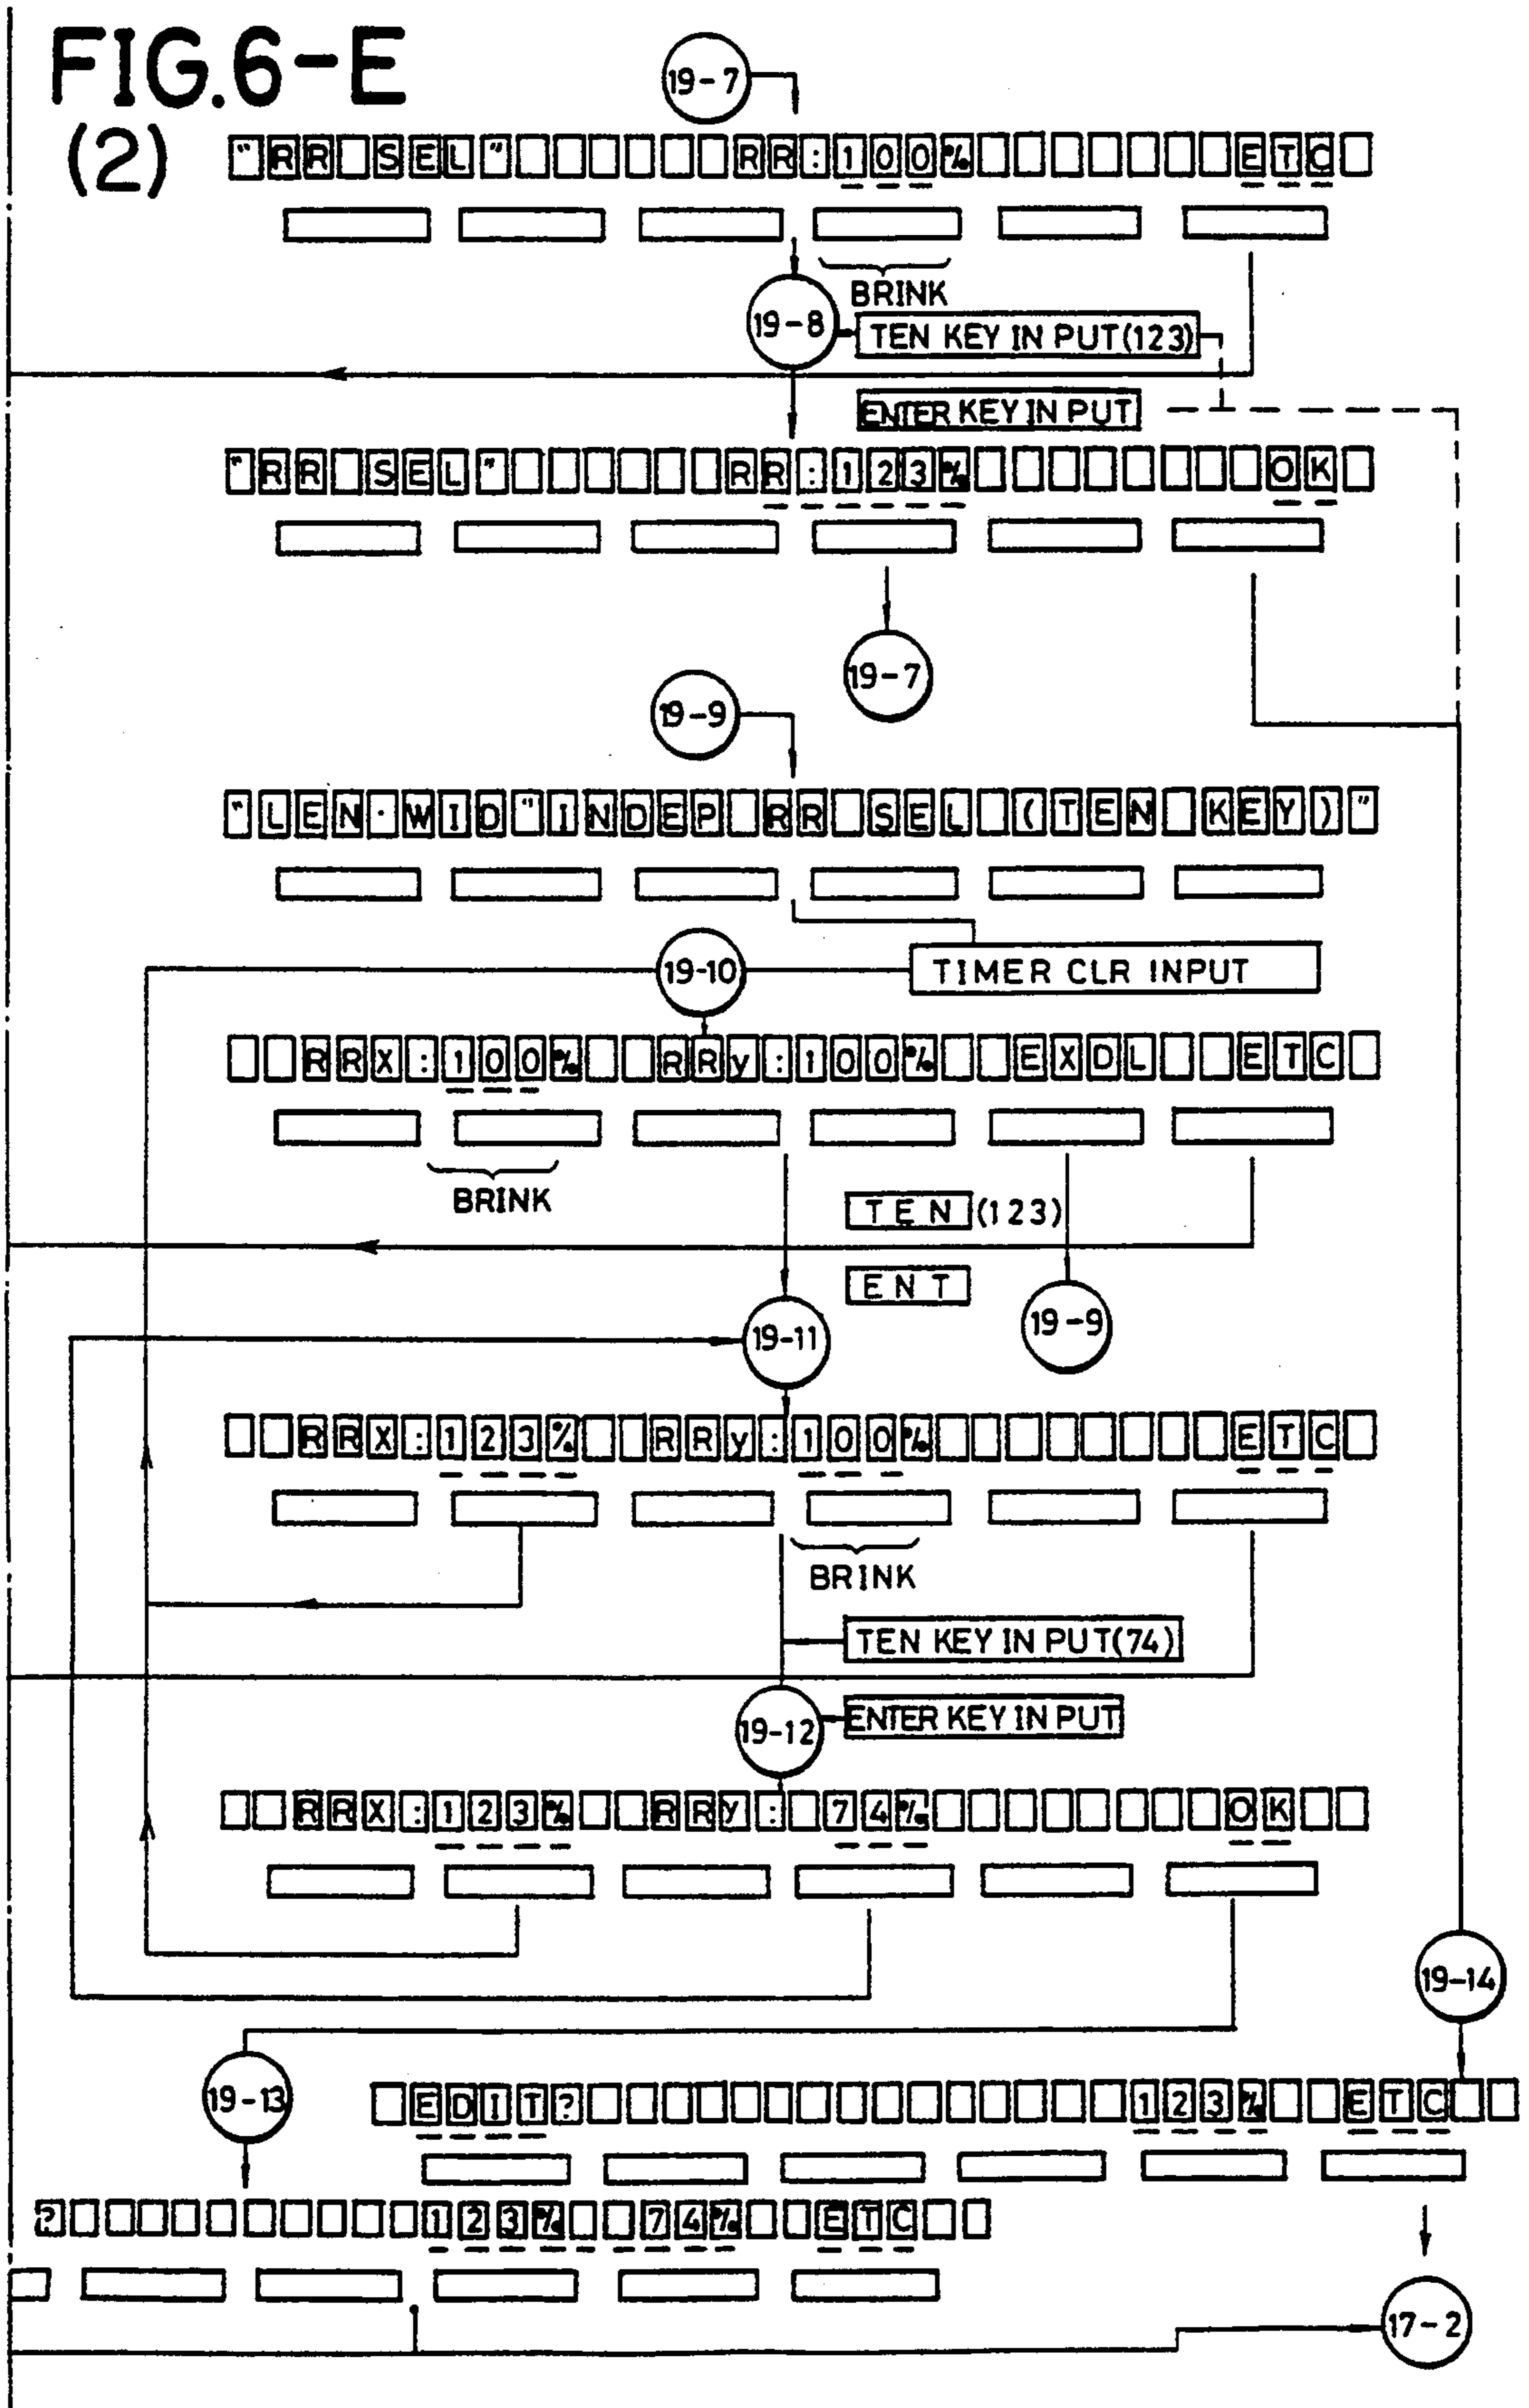 FIG.6-E
(2)
19-7
"RR SEL" RR:100% ETC
BRINK
19-8
TEN KEY IN PUT(123)
ENTER KEY IN PUT
"RR SEL" RR:123% OK
19-7
19-9
"LEN·WID"INDEP RR SEL (TEN KEY)"
19-10
TIMER CLR INPUT
RRX:100% RRy:100% EXDL ETC
BRINK
TEN (123)
ENT
19-11
19-9
RRX:123% RRy:100% ETC
BRINK
TEN KEY IN PUT(74)
19-12
ENTER KEY IN PUT
RRX:123% RRy: 74% OK
19-14
19-13
EDIT? 123% ETC
? 123% 74% ETC
17-2